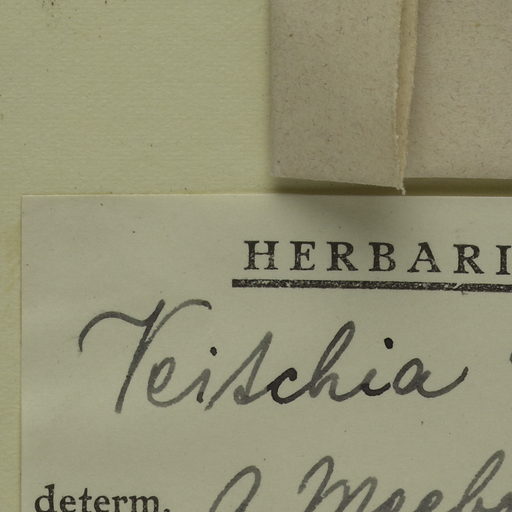 HERBARI
Veitchia
determ.